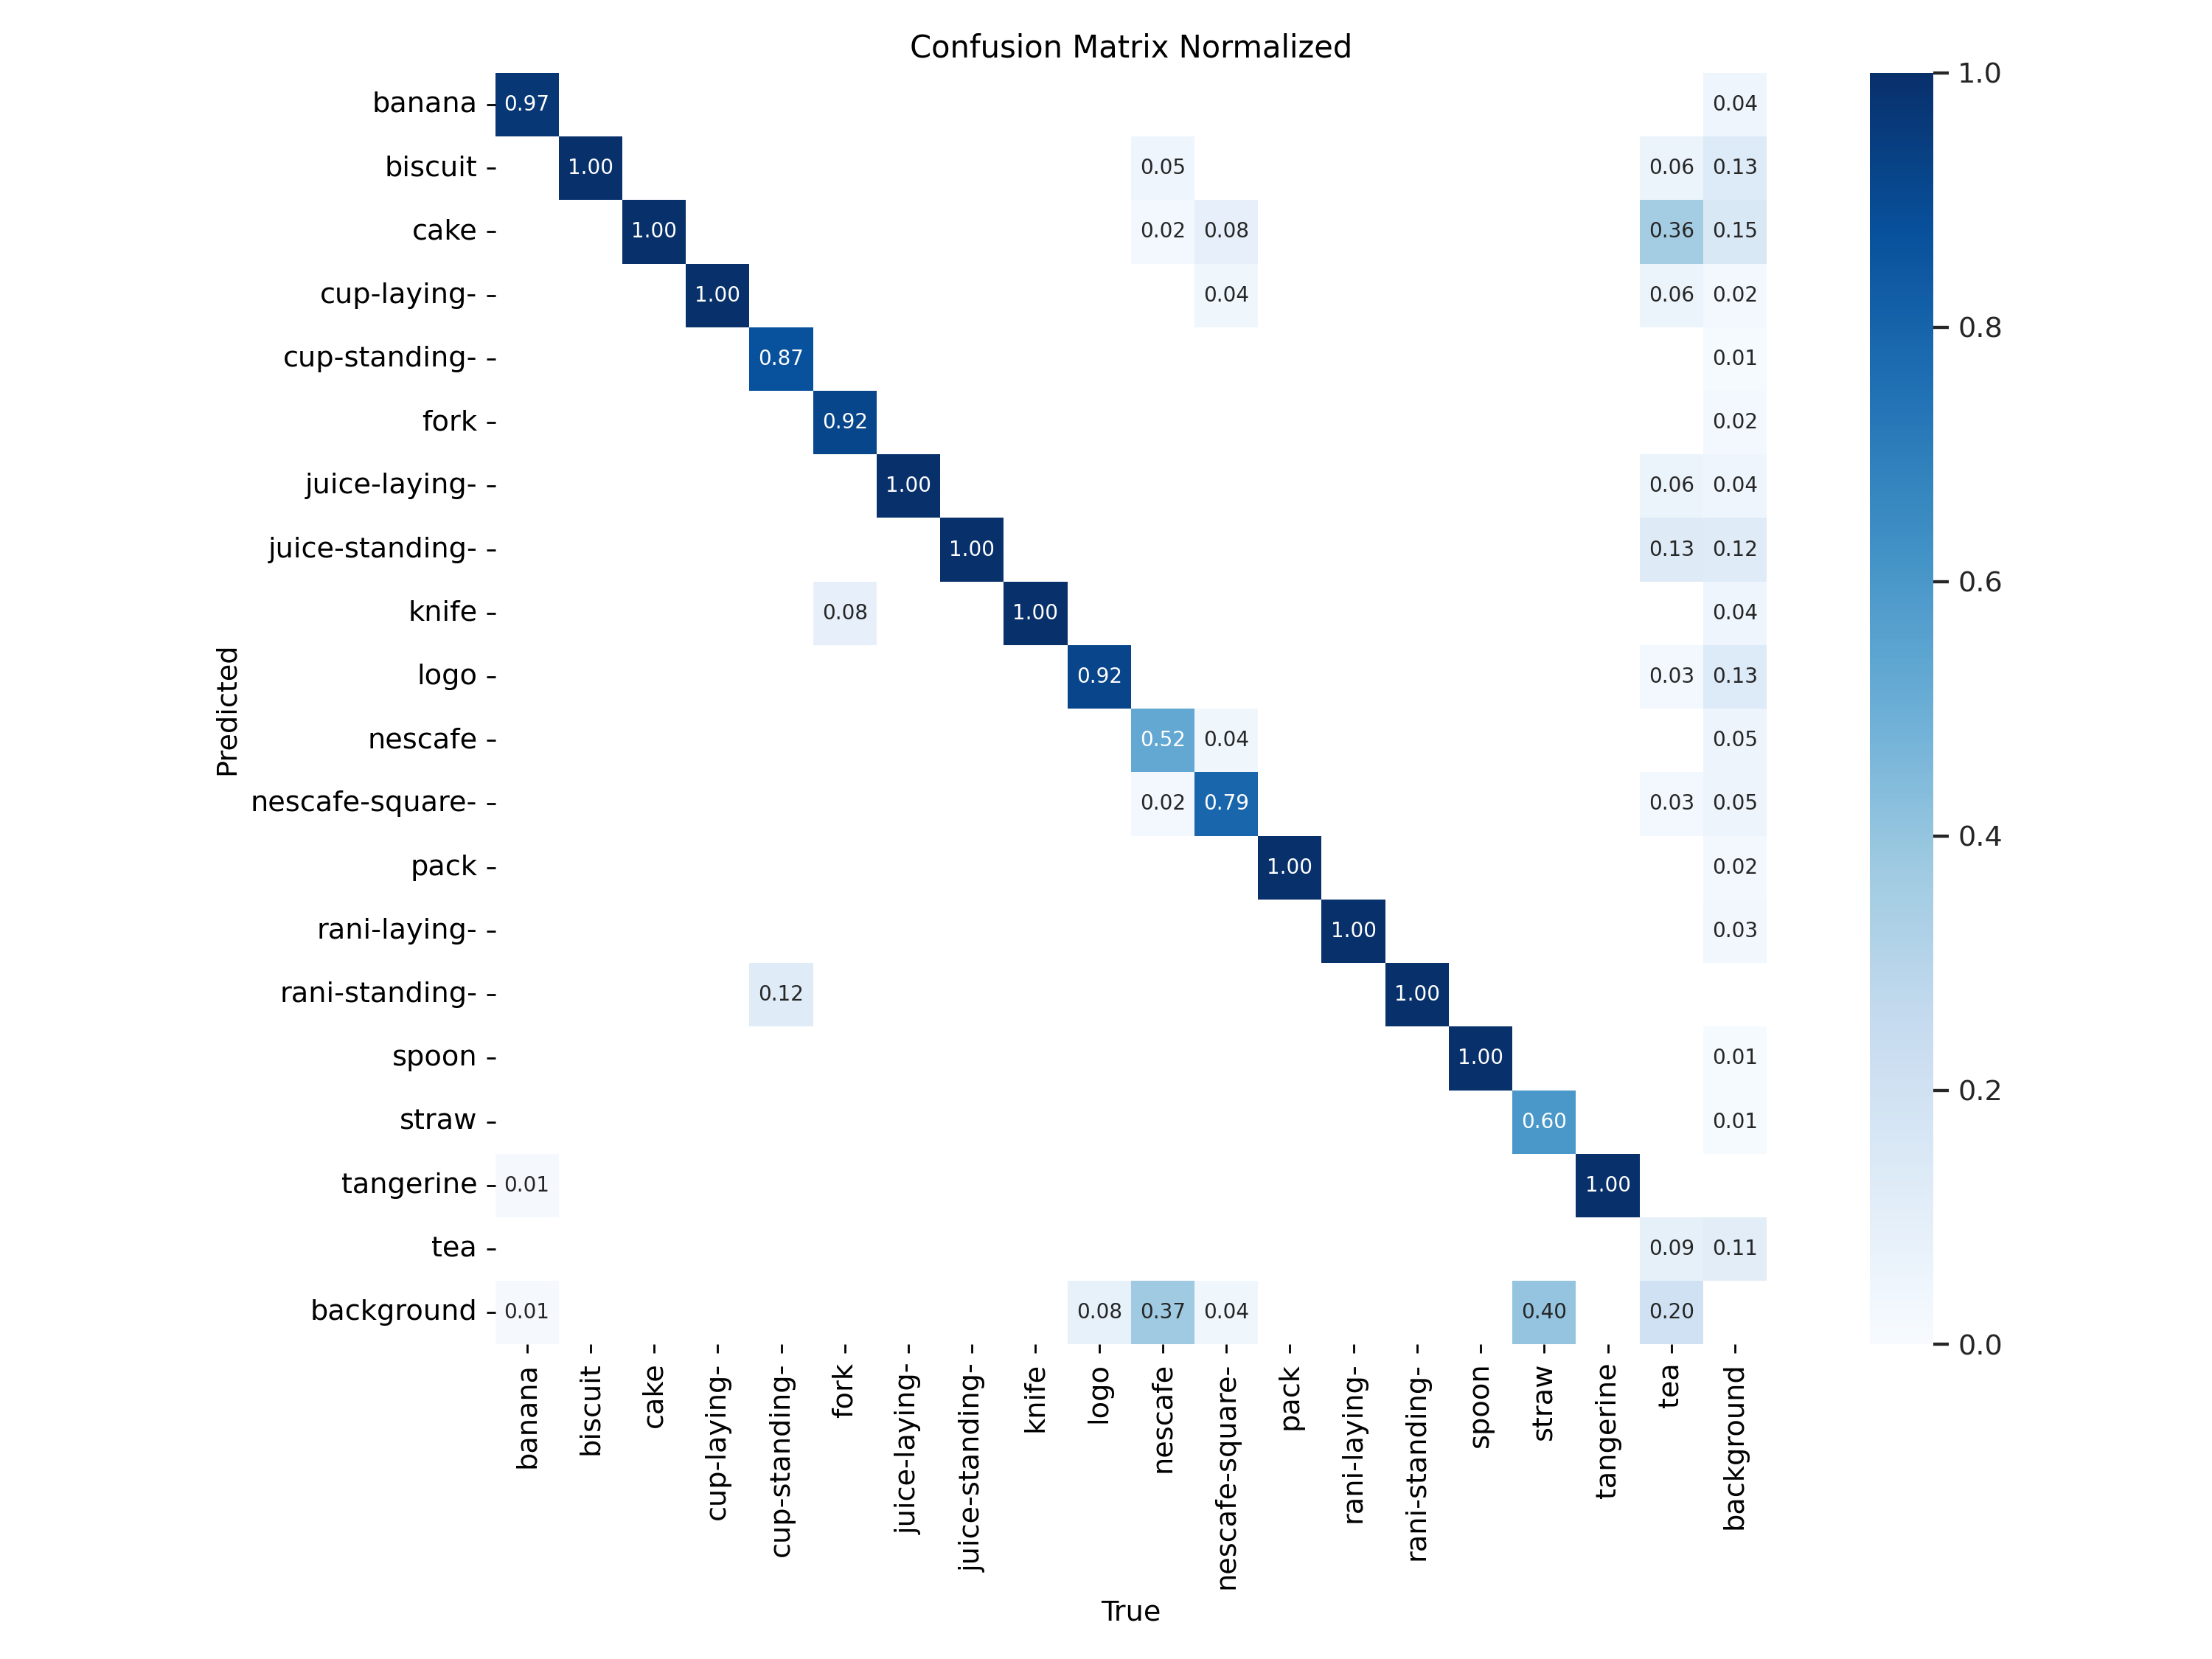 Confusion Matrix Normalized
banana 0.97 0.04
biscuit 1.00 0.05 0.06 0.13
cake 1.00 0.02 0.08 0.36 0.15
cup-laying- 1.00 0.04 0.06 0.02
cup-standing- 0.87 0.01
fork 0.92 0.02
juice-laying- 1.00 0.06 0.04
juice-standing- 1.00 0.13 0.12
knife 0.08 1.00 0.04
logo 0.92 0.03 0.13
nescafe 0.52 0.04 0.05
nescafe-square- 0.02 0.79 0.03 0.05
pack 1.00 0.02
rani-laying- 1.00 0.03
rani-standing- 0.12 1.00
spoon 1.00 0.01
straw 0.60 0.01
tangerine 0.01 1.00
tea 0.09 0.11
background 0.01 0.08 0.37 0.04 0.40 0.20
Predicted
banana
biscuit
cake
cup-laying-
cup-standing-
fork
juice-laying-
juice-standing-
knife
logo
nescafe
nescafe-square-
pack
rani-laying-
rani-standing-
spoon
straw
tangerine
tea
background
True
1.0
0.8
0.6
0.4
0.2
0.0